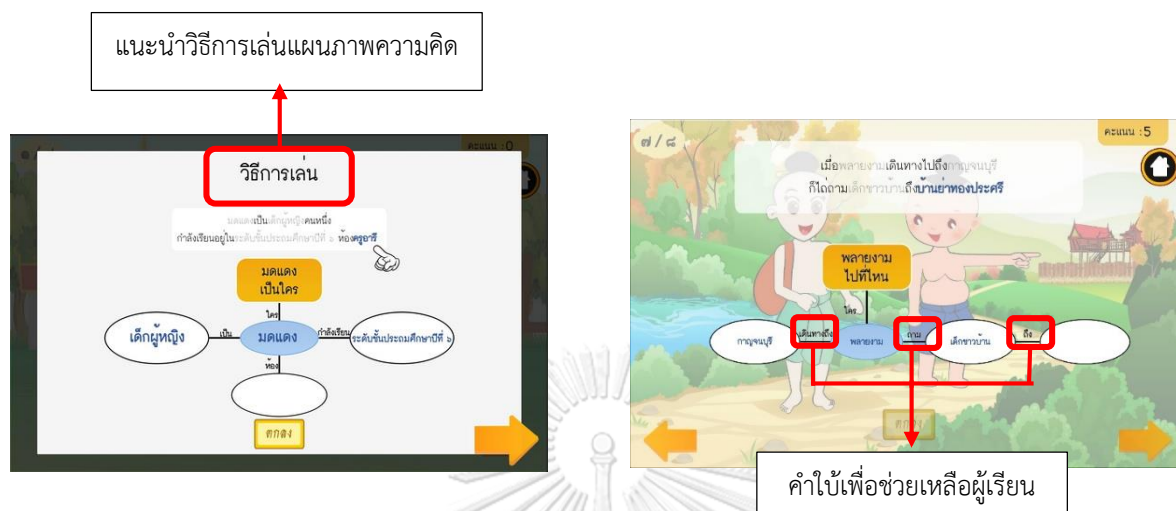 แนะนำวิธีการเล่นแผนภาพความคิด
คะแนน :0
วิธีการเล่น
มดแดงเป็นเด็กผู้หญิงคนหนึ่ง
กำลังเรียนอยู่ในระดับชั้นประถมศึกษาปีที่ ๖ ห้องครูอารี
มดแดง
เป็นใคร
ใคร
เด็กผู้หญิง
เป็น
มดแดง
กำลังเรียน
ระดับชั้นประถมศึกษาปีที่ ๖
ห้อง
ตกลง
๗/๘
คะแนน :5
เมื่อพลายงามเดินทางไปถึงกาญจนบุรี
ก็ไถ่ถามเด็กชาวบ้านถึงบ้านย่าทองประศรี
พลายงาม
ไปที่ไหน
ใคร
กาญจนบุรี
เดินทางถึง
พลายงาม
ถาม
เด็กชาวบ้าน
ถึง
ตกลง
คำใบ้เพื่อช่วยเหลือผู้เรียน